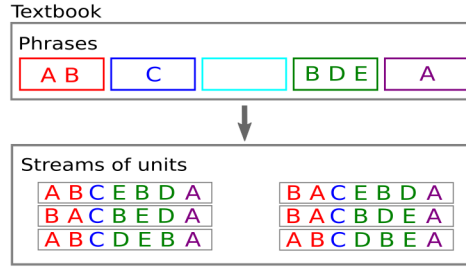 Textbook
Phrases
A B C B D E A
Streams of units
A B C E B D A B A C E B D A
B A C B E D A B A C B D E A
A B C D E B A A B C D B E A